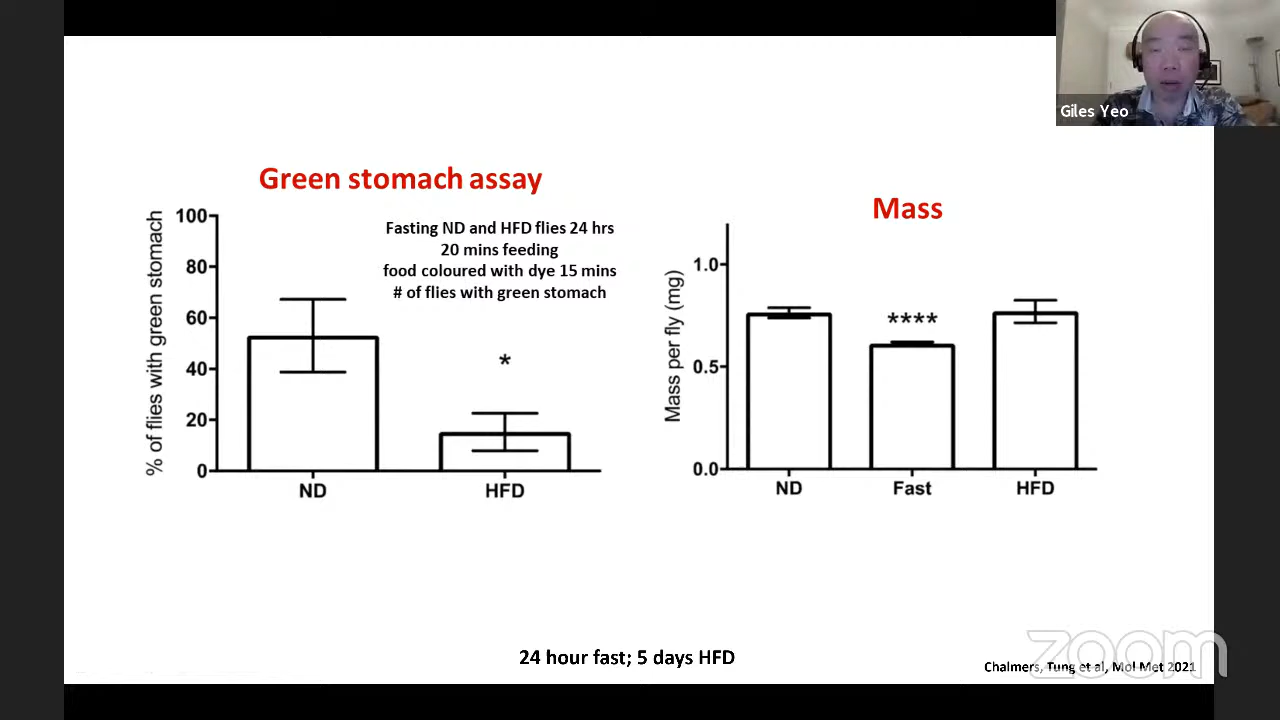 Giles Yeo
Green stomach assay
Fasting ND and HFD flies 24 hrs
20 mins feeding
food coloured with dye 15 mins
# of flies with green stomach
% of flies with green stomach
100
80
60
40
20
0
*
ND
HFD
Mass
Mass per fly (mg)
1.0
0.5
0.0
****
ND
Fast
HFD
24 hour fast; 5 days HFD
zoom
Chalmers, Tung et al, Mol Met 2021